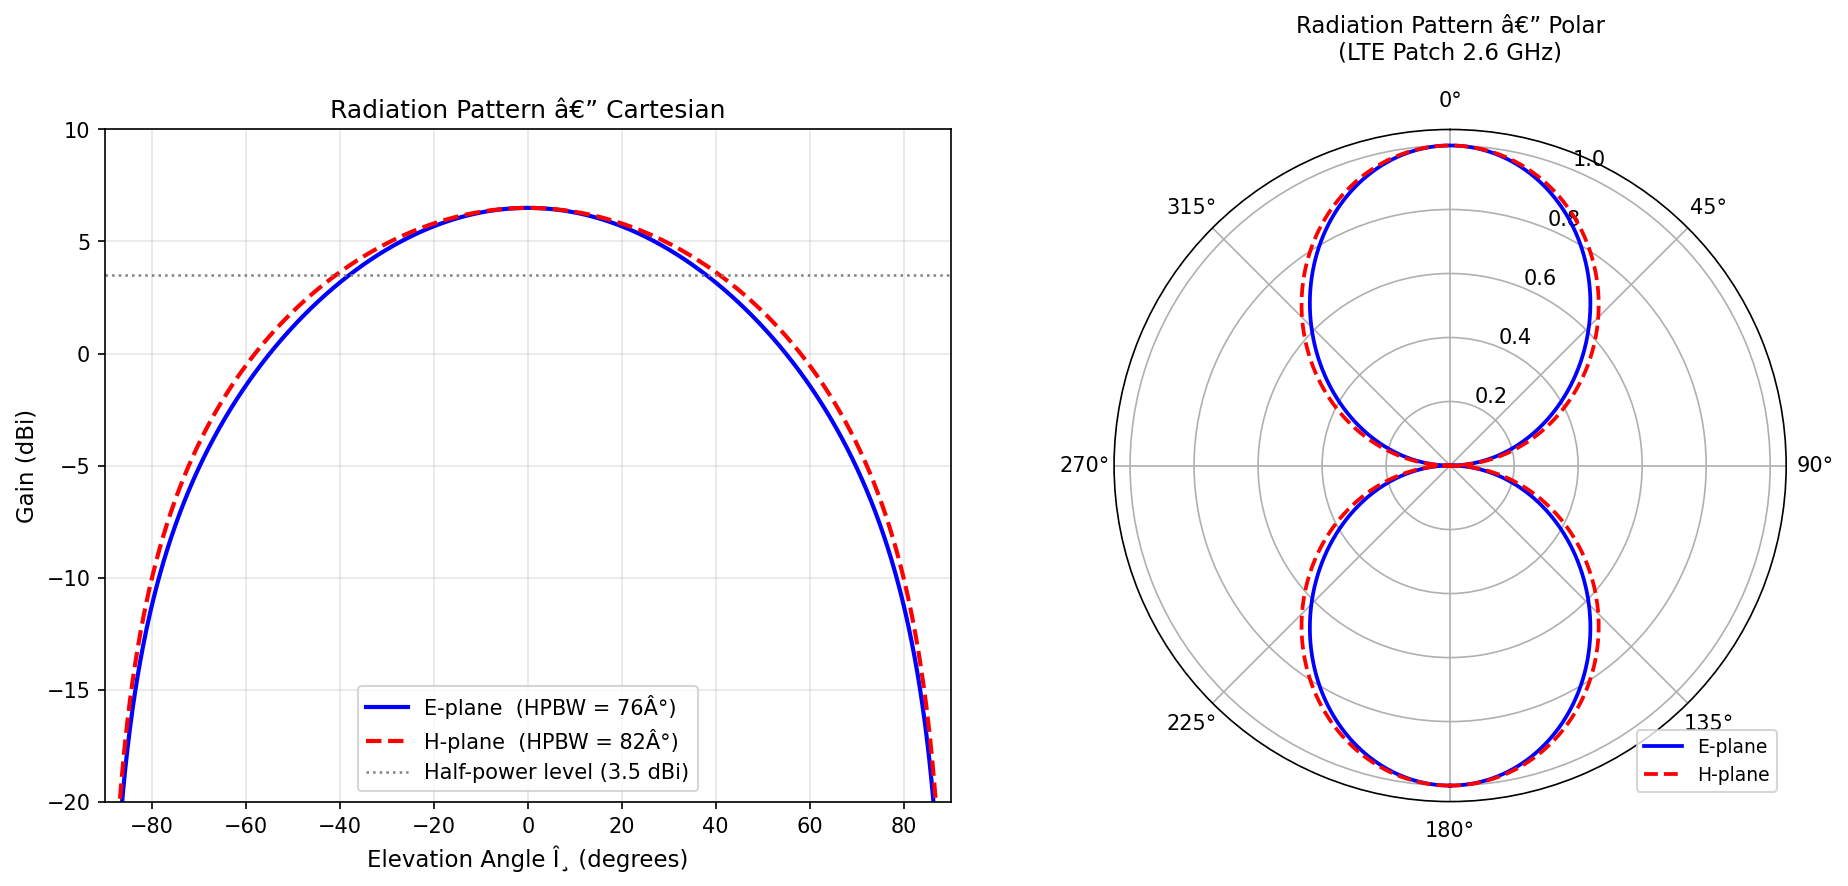 Radiation Pattern â€” Cartesian
10
5
0
−5
−10
−15
−20
Gain (dBi)
−80
−60
−40
−20
0
20
40
60
80
Elevation Angle Î¸ (degrees)
E-plane  (HPBW = 76Â°)
H-plane  (HPBW = 82Â°)
Half-power level (3.5 dBi)
Radiation Pattern â€” Polar
(LTE Patch 2.6 GHz)
0°
45°
90°
135°
180°
225°
270°
315°
0.2
0.4
0.6
0.8
1.0
E-plane
H-plane